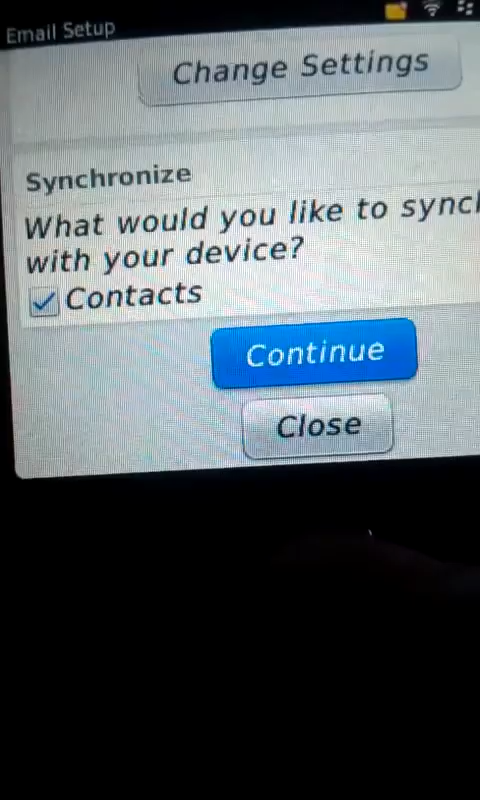 Email Setup
Change Settings
Synchronize
What would you like to
with your device?
Contacts
Continue
Close